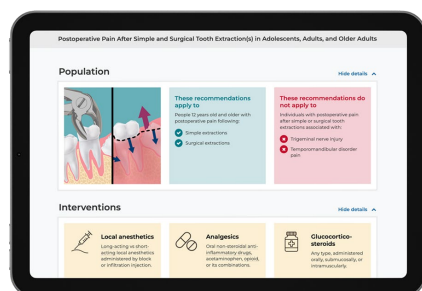 Postoperative Pain After Simple and Surgical Tooth Extraction(s) in Adolescents, Adults, and Older Adults
Population
Hide details
These recommendations
apply to
People 12 years old and older with
postoperative pain following:
Simple extractions
Surgical extractions
These recommendations do
not apply to
Individuals with postoperative pain
after simple or surgical tooth
extractions associated with:
Trigeminal nerve injury
Temporomandibular disorder
pain
Interventions
Hide details
Local anesthetics
Long-acting vs short-
acting local anesthetics
administered by block
or infiltration injection.
Analgesics
Oral non-steroidal anti-
inflammatory drugs,
acetaminophen, opioid,
or its combinations.
Glucocortico-
steroids
Any type, administered
orally, submucosally, or
intramuscularly.